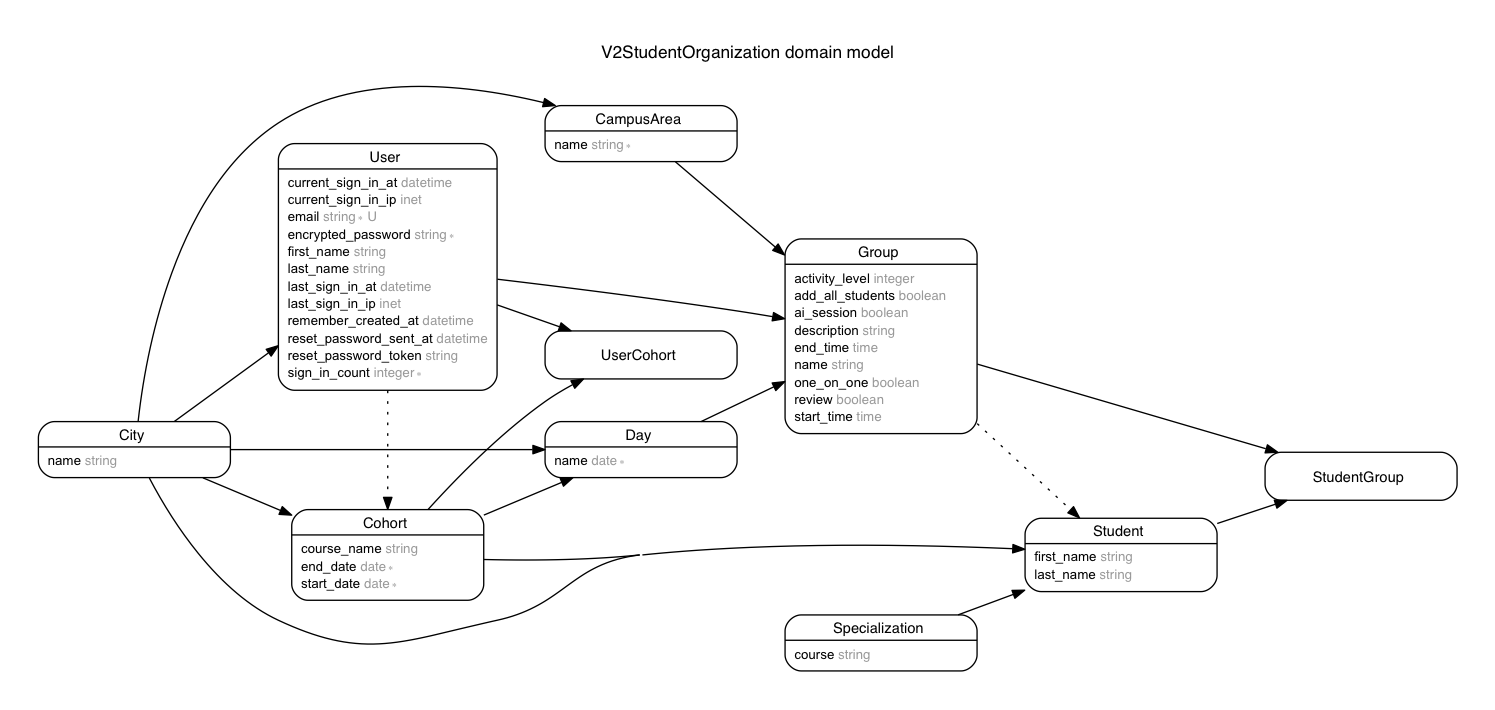 V2StudentOrganization domain model
CampusArea
name string ∗
User
current_sign_in_at datetime
current_sign_in_ip inet
email string ∗ U
encrypted_password string ∗
first_name string
last_name string
last_sign_in_at datetime
last_sign_in_ip inet
remember_created_at datetime
reset_password_sent_at datetime
reset_password_token string
sign_in_count integer ∗
Group
activity_level integer
add_all_students boolean
ai_session boolean
description string
end_time time
name string
one_on_one boolean
review boolean
start_time time
UserCohort
City
name string
Day
name date ∗
StudentGroup
Cohort
course_name string
end_date date ∗
start_date date ∗
Student
first_name string
last_name string
Specialization
course string